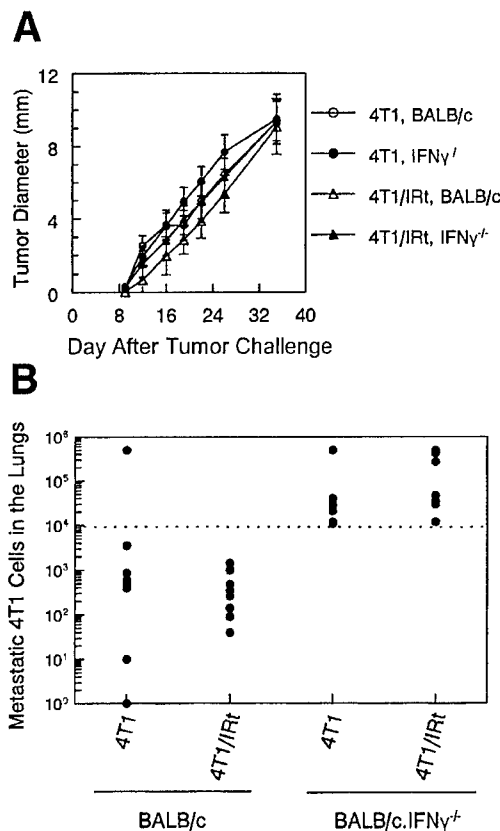 A
Tumor Diameter (mm)
12
8
4
0
0 8 16 24 32 40
Day After Tumor Challenge
4T1, BALB/c
4T1, IFNγ/
4T1/IRt, BALB/c
4T1/IRt, IFNγ-/-
B
Metastatic 4T1 Cells in the Lungs
10⁶
10⁵
10⁴
10³
10²
10¹
10⁰
4T1
4T1/IRt
4T1
4T1/IRt
BALB/c
BALB/c.IFNγ-/-